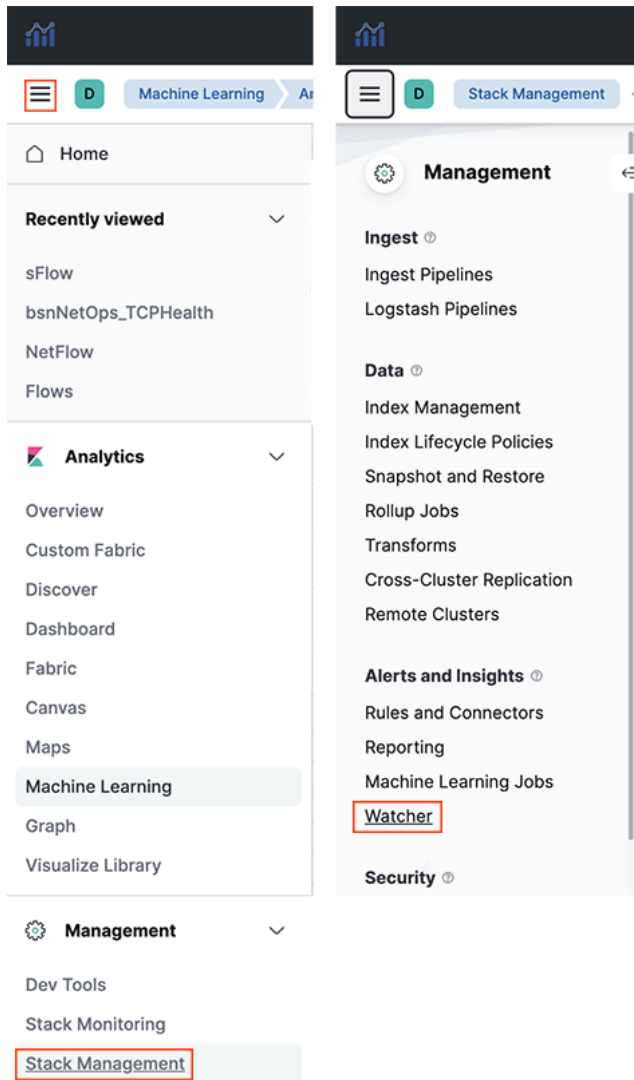 D
Machine Learning
Home
Recently viewed
sFlow
bsnNetOps_TCPHealth
NetFlow
Flows
Analytics
Overview
Custom Fabric
Discover
Dashboard
Fabric
Canvas
Maps
Machine Learning
Graph
Visualize Library
Management
Dev Tools
Stack Monitoring
Stack Management
D
Stack Management
Management
Ingest
Ingest Pipelines
Logstash Pipelines
Data
Index Management
Index Lifecycle Policies
Snapshot and Restore
Rollup Jobs
Transforms
Cross-Cluster Replication
Remote Clusters
Alerts and Insights
Rules and Connectors
Reporting
Machine Learning Jobs
Watcher
Security